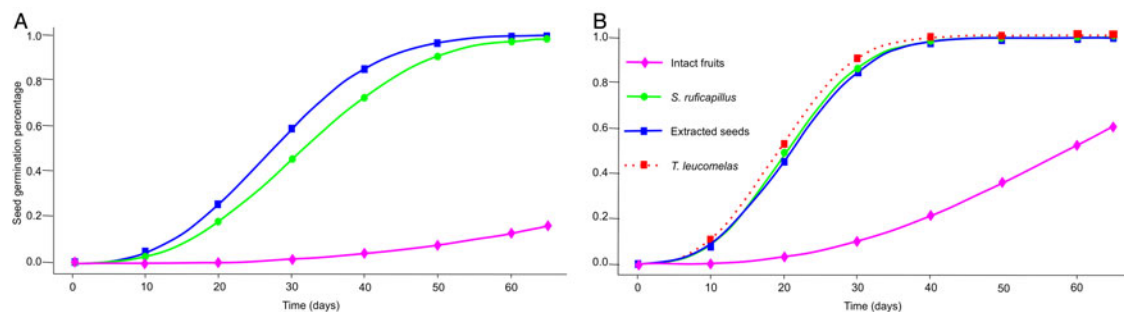 A
Seed germination percentage
1.0
0.8
0.6
0.4
0.2
0.0
0 10 20 30 40 50 60
Time (days)
B
1.0
0.8
0.6
0.4
0.2
0.0
Intact fruits
S. ruficapillus
Extracted seeds
T. leucomelas
0 10 20 30 40 50 60
Time (days)